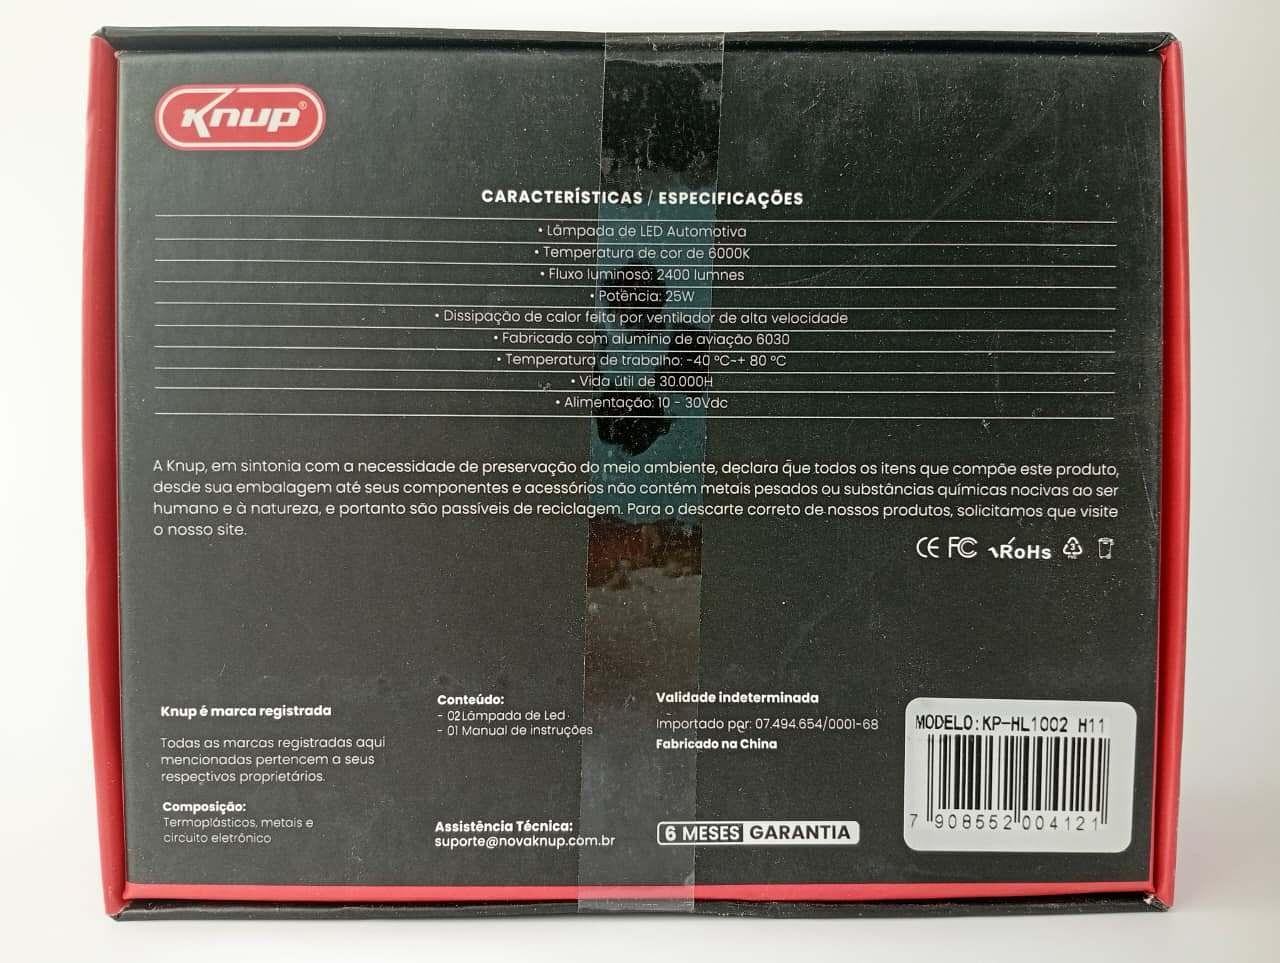 Knup®
CARACTERÍSTICAS / ESPECIFICAÇÕES
• Lâmpada de LED Automotiva
• Temperatura de cor de 6000K
• Fluxo luminoso: 2400 lumnes
• Potência: 25W
• Dissipação de calor feita por ventilador de alta velocidade
• Fabricado com alumínio de aviação 6030
• Temperatura de trabalho: -40 ºC~+ 80 ºC
• Vida útil de 30.000H
• Alimentação: 10 - 30Vdc
A Knup, em sintonia com a necessidade de preservação do meio ambiente, declara que todos os itens que compõe este produto,
desde sua embalagem até seus componentes e acessórios não contém metais pesados ou substâncias químicas nocivas ao ser
humano e à natureza, e portanto são passíveis de reciclagem. Para o descarte correto de nossos produtos, solicitamos que visite
o nosso site.
CE FC RoHs
Knup é marca registrada
Todas as marcas registradas aqui
mencionadas pertencem a seus
respectivos proprietários.
Composição:
Termoplásticos, metais e
circuito eletrônico
Conteúdo:
- 02 Lâmpada de Led
- 01 Manual de instruções
Assistência Técnica:
suporte@novaknup.com.br
Validade indeterminada
Importado por: 07.494.654/0001-68
Fabricado na China
6 MESES GARANTIA
MODELO:KP-HL1002 H11
7 908552 004121